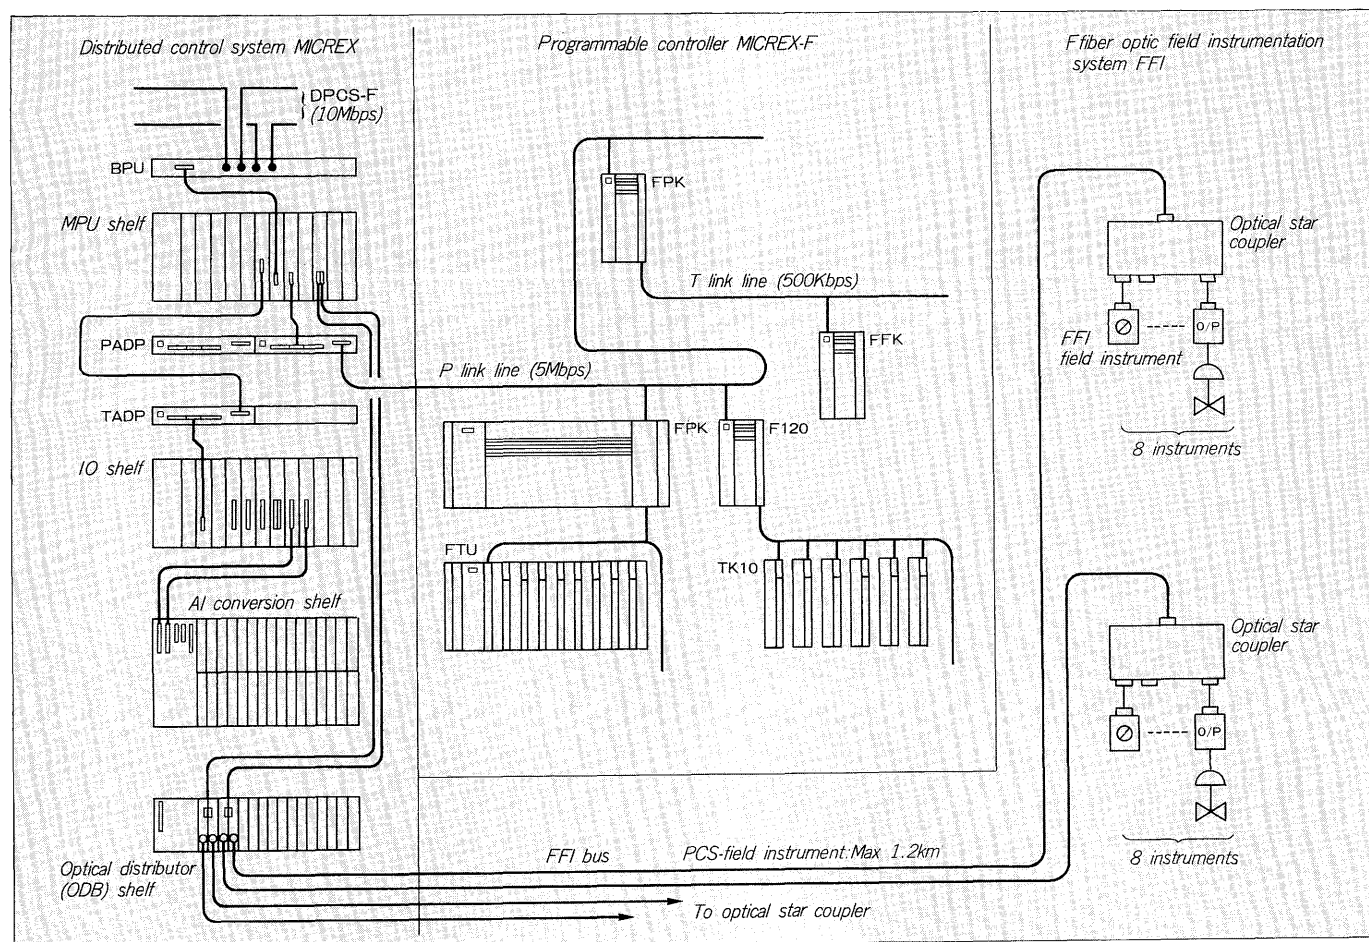 Distributed control system MICREX
Programmable controller MICREX-F
Ffiber optic field instrumentation
system FFI
DPCS-F
(10Mbps)
BPU
MPU shelf
PADP
TADP
IO shelf
AI conversion shelf
Optical distributor
(ODB) shelf
FPK
T link line (500Kbps)
FFK
P link line (5Mbps)
FPK
F120
FTU
TK10
Optical star
coupler
FFI
field instrument
O/P
8 instruments
Optical star
coupler
O/P
8 instruments
FFI bus
PCS-field instrument:Max 1.2km
To optical star coupler